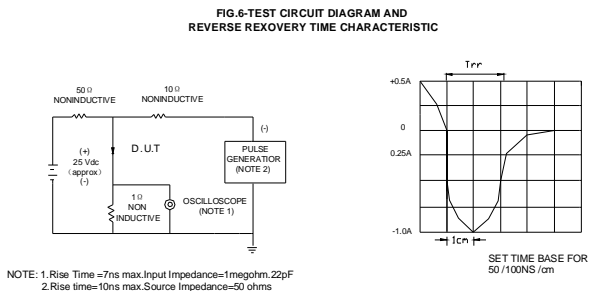 FIG.6-TEST CIRCUIT DIAGRAM AND
REVERSE REXOVERY TIME CHARACTERISTIC
50 Ω
NONINDUCTIVE
10 Ω
NONINDUCTIVE
(+)
25 Vdc
(approx)
(-)
D.U.T
1 Ω
NON
INDUCTIVE
OSCILLOSCOPE
(NOTE 1)
(-)
PULSE
GENERATIOR
(NOTE 2)
Trr
+0.5A
0
0.25A
-1.0A
1cm
SET TIME BASE FOR
50 /100NS /cm
NOTE: 1.Rise Time =7ns max.Input Impedance=1megohm.22pF
2.Rise time=10ns max.Source Impedance=50 ohms